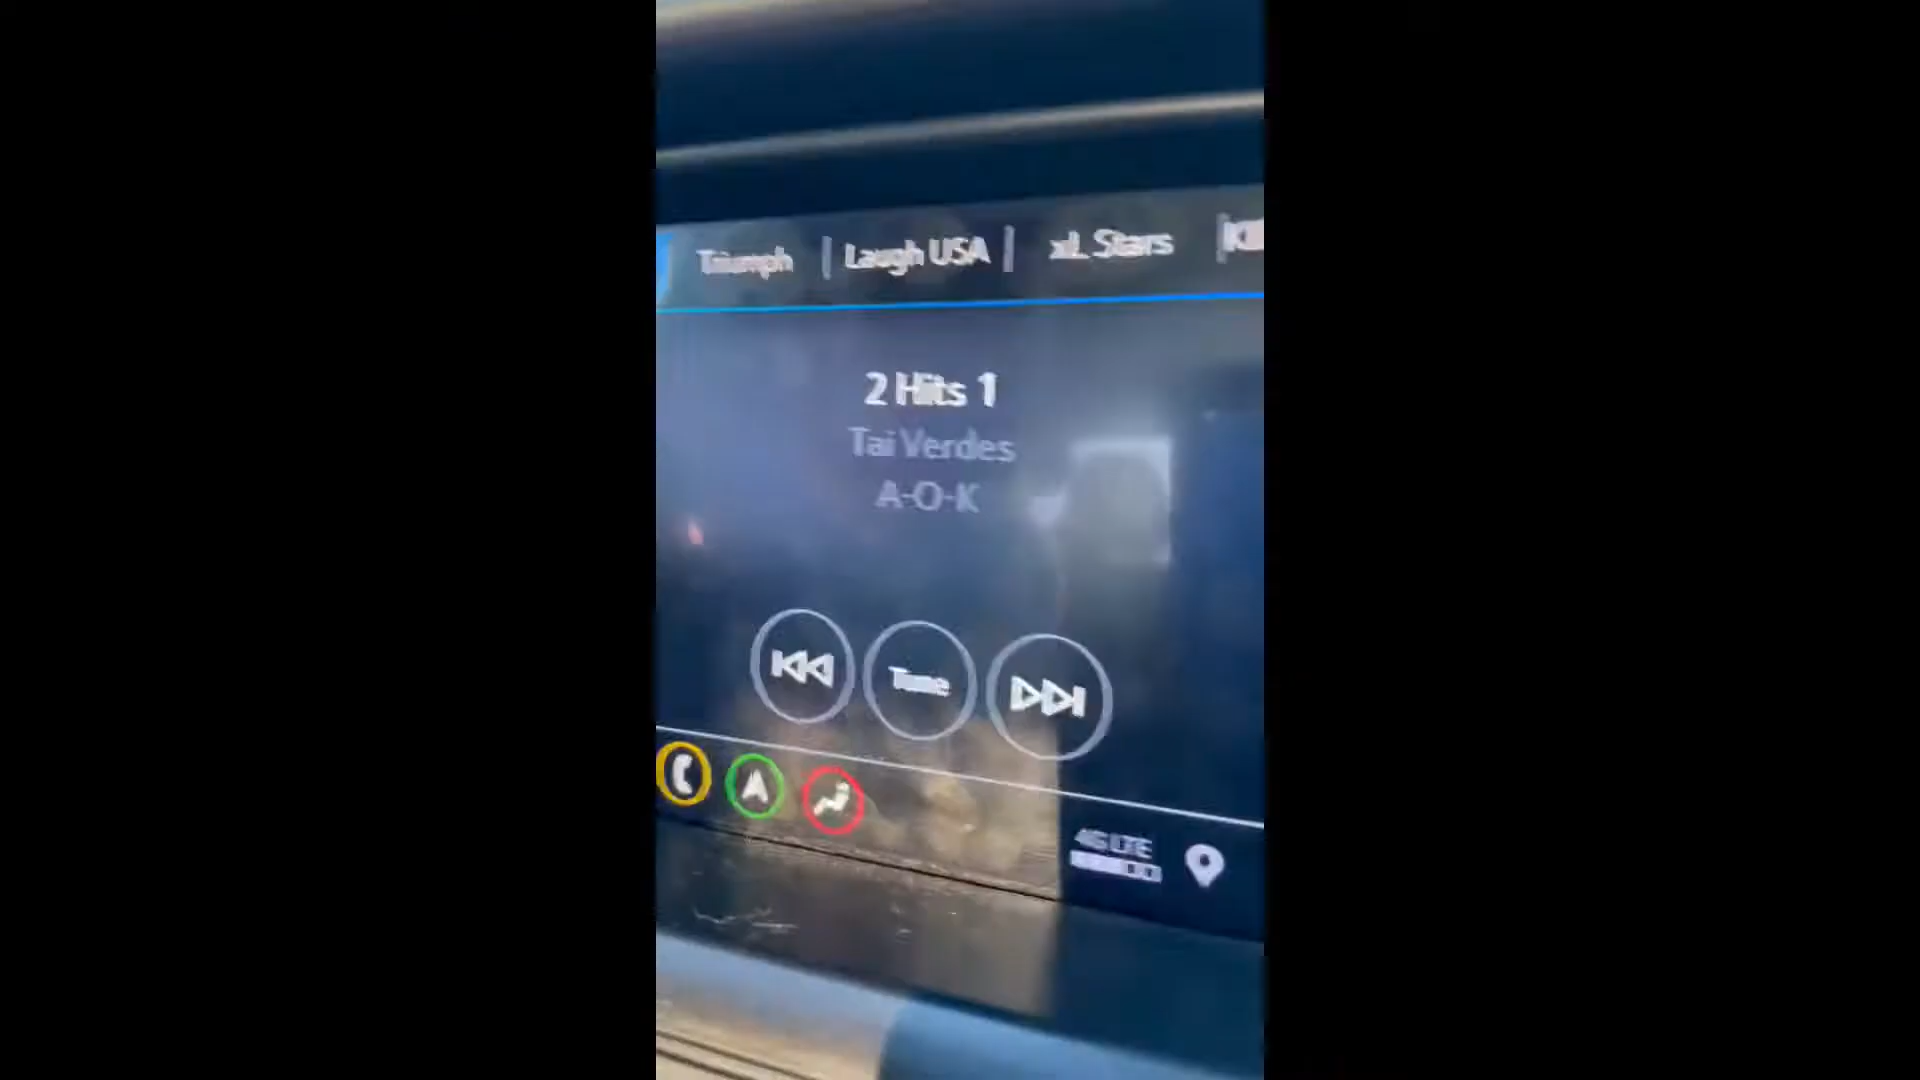 Triumph | Laugh USA | xL Stars
2 Hits 1
Tai Verdes
A-O-K
Tune
4G LTE